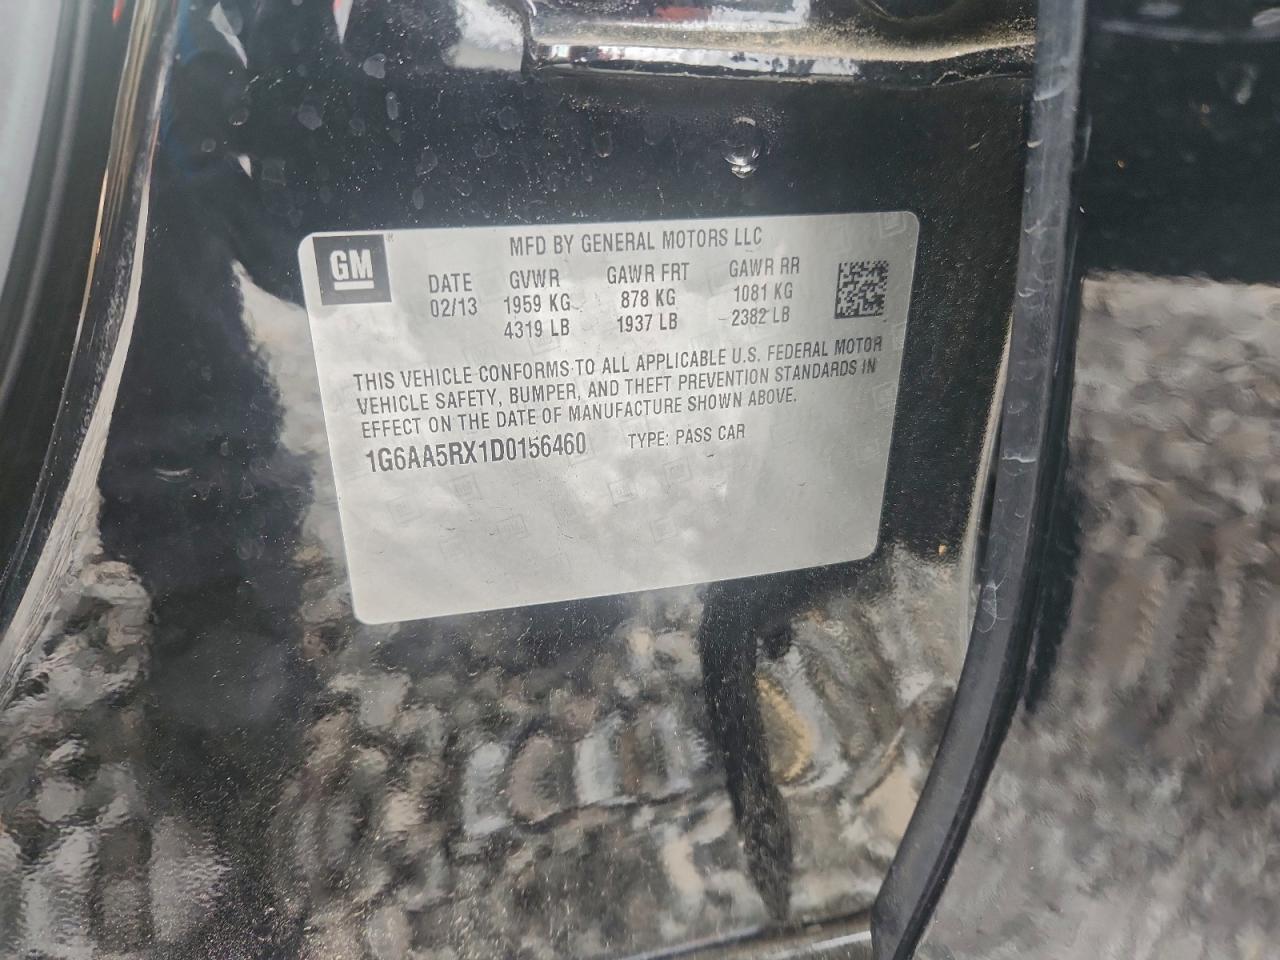 GM
MFD BY GENERAL MOTORS LLC
DATE GVWR GAWR FRT GAWR RR
02/13 1959 KG 878 KG 1081 KG
4319 LB 1937 LB 2382 LB
THIS VEHICLE CONFORMS TO ALL APPLICABLE U.S. FEDERAL MOTOR
VEHICLE SAFETY, BUMPER, AND THEFT PREVENTION STANDARDS IN
EFFECT ON THE DATE OF MANUFACTURE SHOWN ABOVE.
1G6AA5RX1D0156460 TYPE: PASS CAR